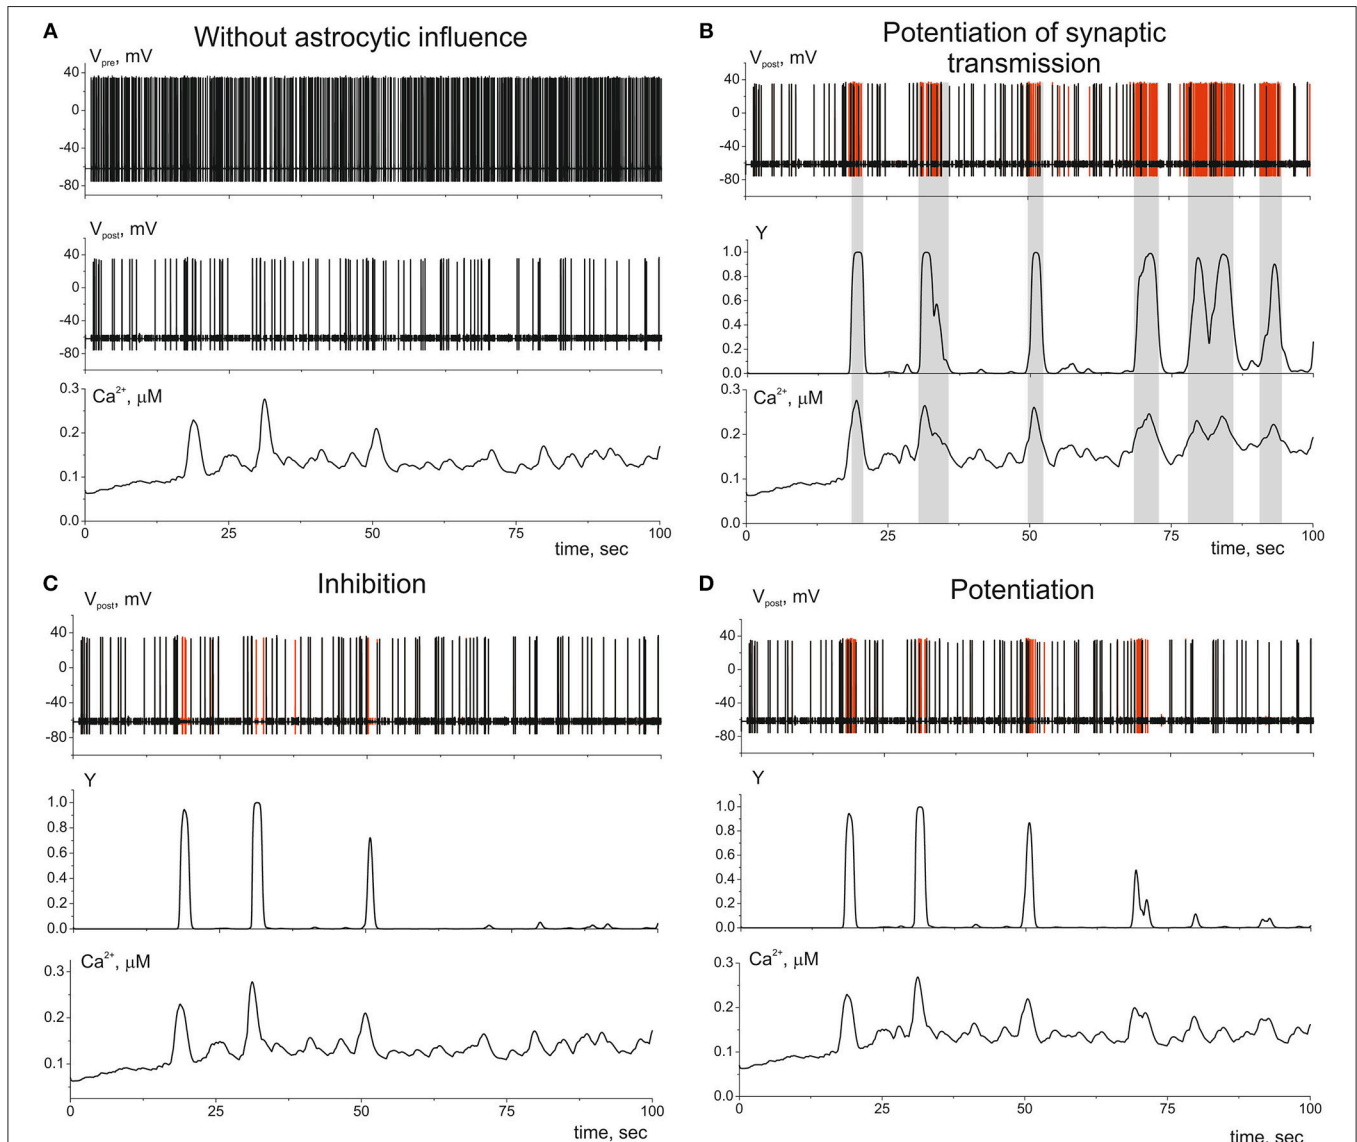 A
Without astrocytic influence
Vpre, mV
40
0
-40
-80
Vpost, mV
40
0
-40
-80
Ca2+, μM
0.3
0.2
0.1
0.0
0 25 50 75 100
time, sec
B
Potentiation of synaptic
transmission
Vpost, mV
40
0
-40
-80
Y
1.0
0.8
0.6
0.4
0.2
0.0
Ca2+, μM
0.3
0.2
0.1
0.0
0 25 50 75 100
time, sec
C
Inhibition
Vpost, mV
40
0
-40
-80
Y
1.0
0.8
0.6
0.4
0.2
0.0
Ca2+, μM
0.3
0.2
0.1
0 25 50 75 100
time, sec
D
Potentiation
Vpost, mV
40
0
-40
-80
Y
1.0
0.8
0.6
0.4
0.2
0.0
Ca2+, μM
0.3
0.2
0.1
0.0
0 25 50 75 100
time, sec